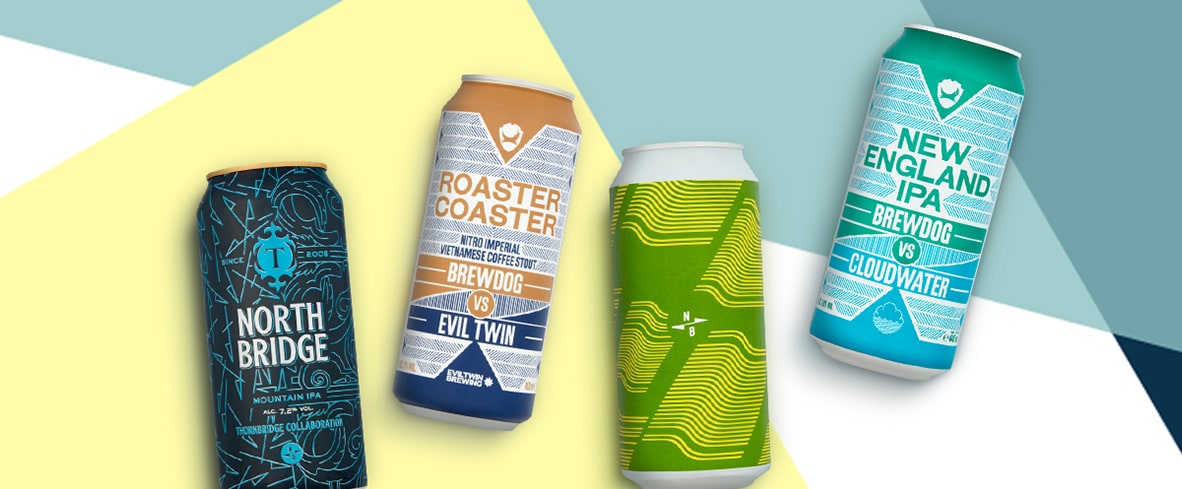 SINCE 2005
T
NORTH
BRIDGE
MOUNTAIN IPA
ALC. 7.2% VOL.
THORNBRIDGE COLLABORATION
ROASTER
COASTER
NITRO IMPERIAL
VIETNAMESE COFFEE STOUT
BREWDOG
VS
EVIL TWIN
EVILTWIN
BREWING
N
B
NEW
ENGLAND
IPA
BREWDOG
VS
CLOUDWATER